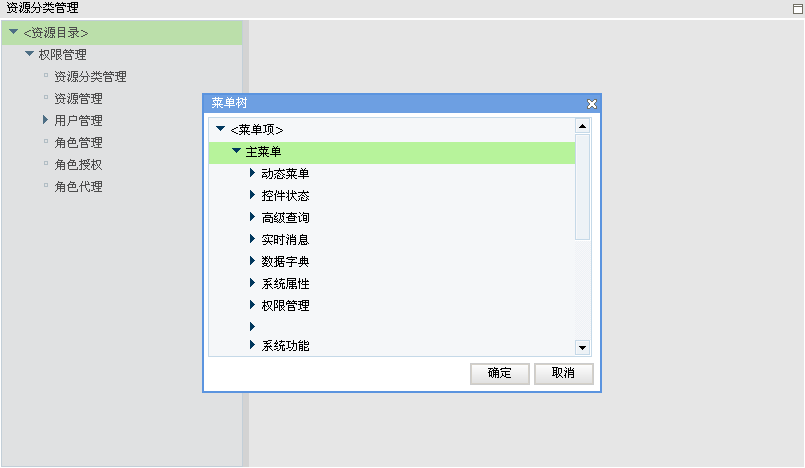 资源分类管理
<资源目录>
权限管理
资源分类管理
资源管理
用户管理
角色管理
角色授权
角色代理
菜单树
<菜单项>
主菜单
动态菜单
控件状态
高级查询
实时消息
数据字典
系统属性
权限管理
系统功能
确定
取消